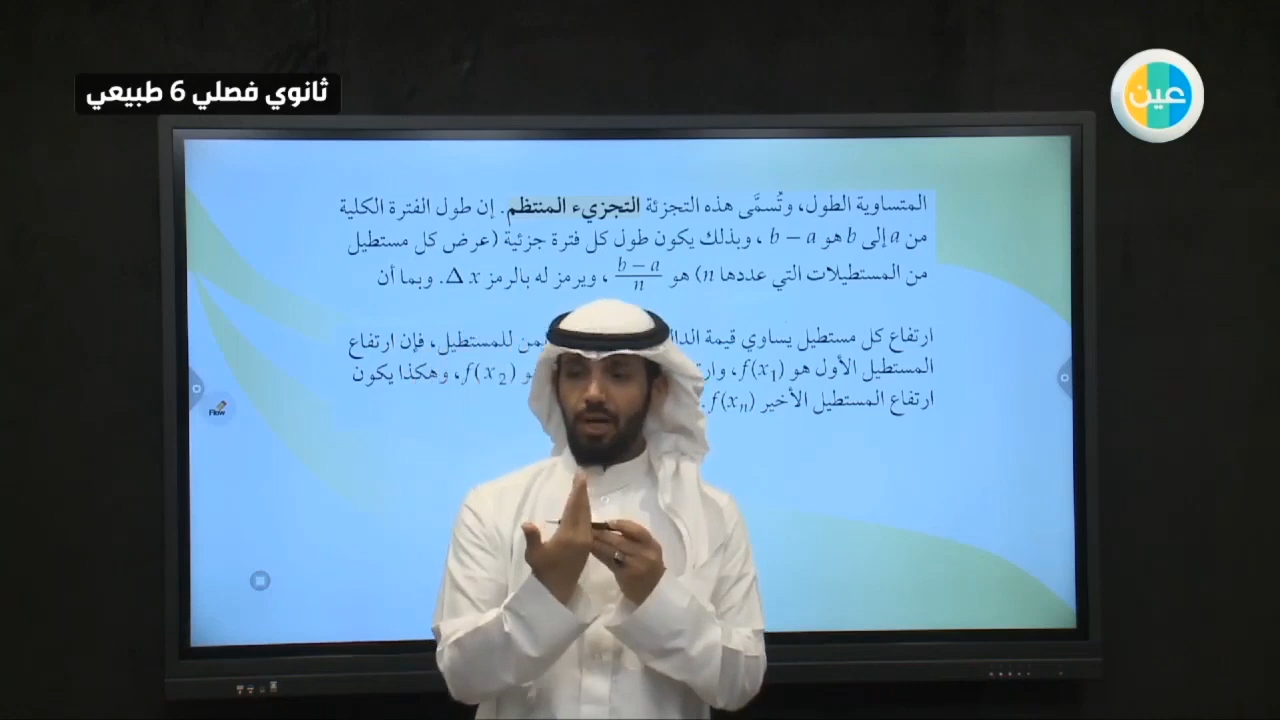 ثانوي فصلي 6 طبيعي
عين
المتساوية الطول، وتُسمَّى هذه التجزئة التجزيء المنتظم. إن طول الفترة الكلية
من a إلى b هو b − a ، وبذلك يكون طول كل فترة جزئية (عرض كل مستطيل
من المستطيلات التي عددها n) هو b − a / n ، ويرمز له بالرمز Δx. وبما أن
ارتفاع كل مستطيل يساوي قيمة للمستطيل، فإن ارتفاع
المستطيل الأول هو f(x1)، f(x2)، وهكذا يكون
ارتفاع المستطيل الأخير f(xn).
Flow